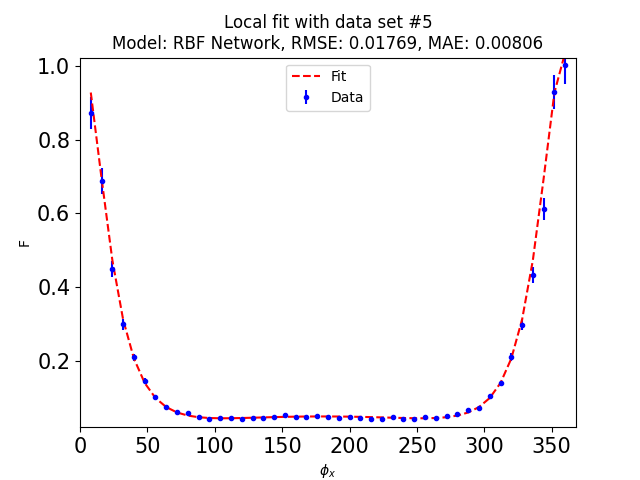 Local fit with data set #5
Model: RBF Network, RMSE: 0.01769, MAE: 0.00806
Fit
Data
1.0
0.8
0.6
0.4
0.2
F
0 50 100 150 200 250 300 350
ϕx